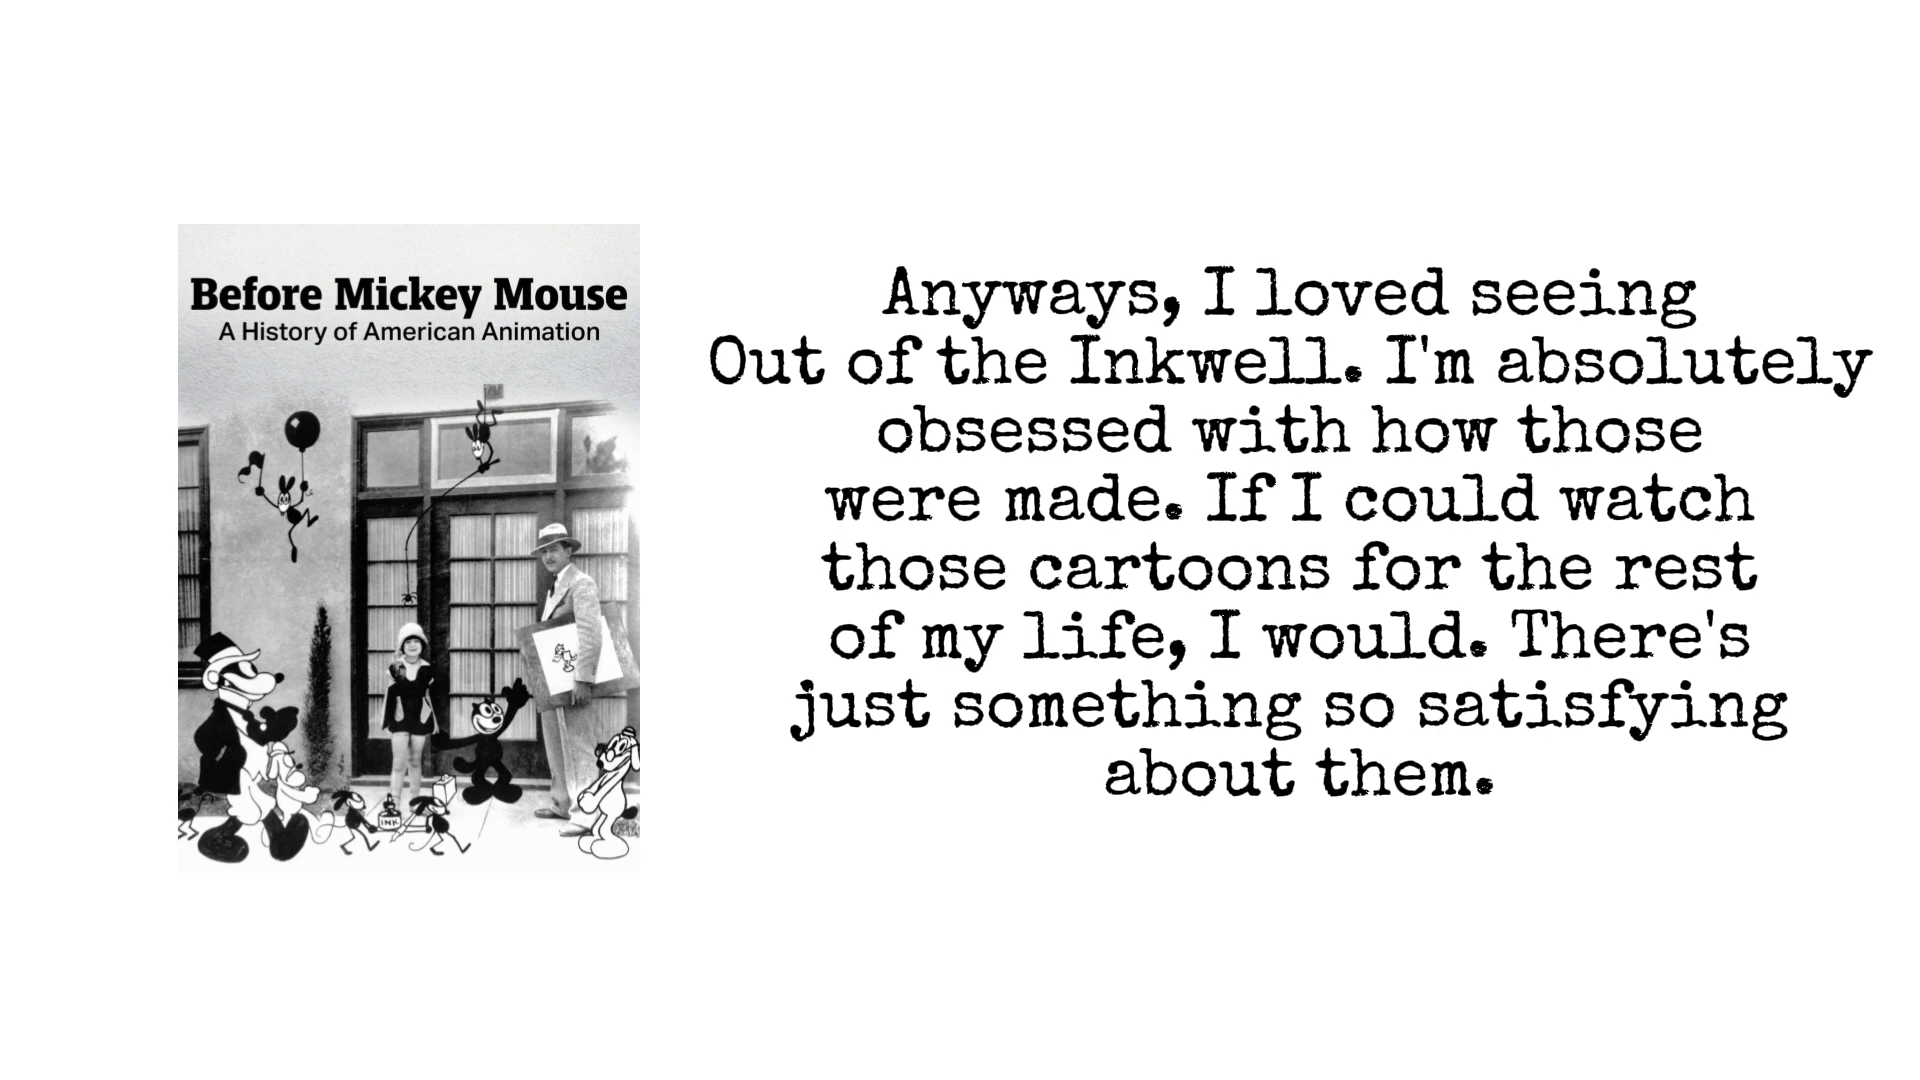 Before Mickey Mouse
A History of American Animation
INK
Anyways, I loved seeing
Out of the Inkwell. I'm absolutely
obsessed with how those
were made. If I could watch
those cartoons for the rest
of my life, I would. There's
just something so satisfying
about them.